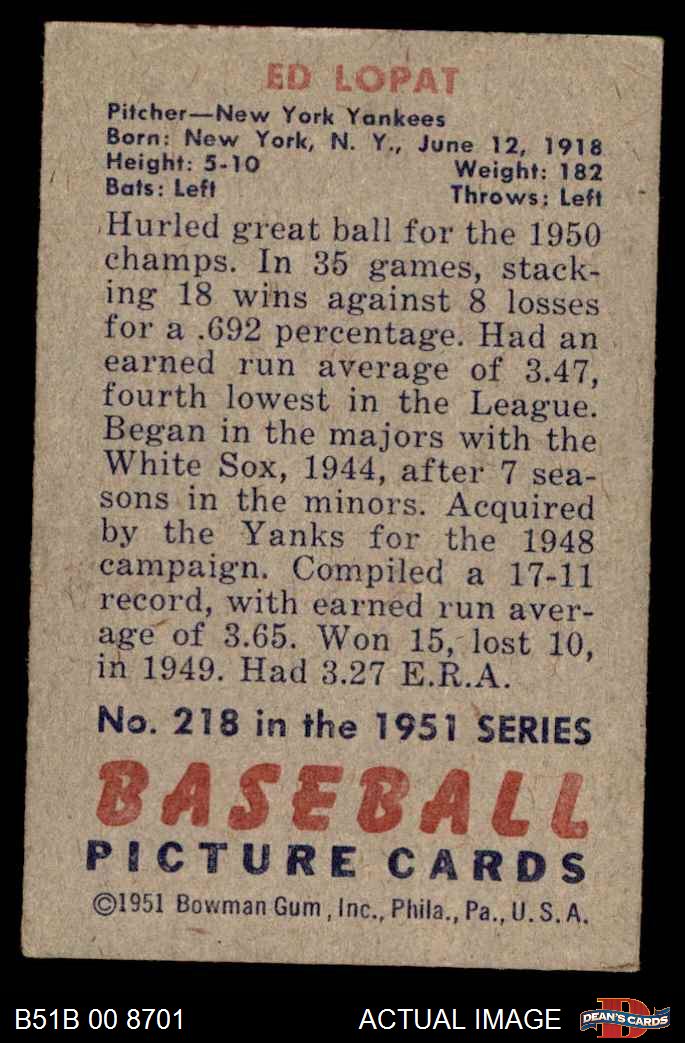 ED LOPAT
Pitcher—New York Yankees
Born: New York, N. Y., June 12, 1918
Height: 5-10 Weight: 182
Bats: Left Throws: Left
Hurled great ball for the 1950
champs. In 35 games, stack-
ing 18 wins against 8 losses
for a .692 percentage. Had an
earned run average of 3.47,
fourth lowest in the League.
Began in the majors with the
White Sox, 1944, after 7 sea-
sons in the minors. Acquired
by the Yanks for the 1948
campaign. Compiled a 17-11
record, with earned run aver-
age of 3.65. Won 15, lost 10,
in 1949. Had 3.27 E.R.A.
No. 218 in the 1951 SERIES
BASEBALL
PICTURE CARDS
©1951 Bowman Gum, Inc., Phila., Pa., U.S.A.
B51B 00 8701 ACTUAL IMAGE D DEAN'S CARDS